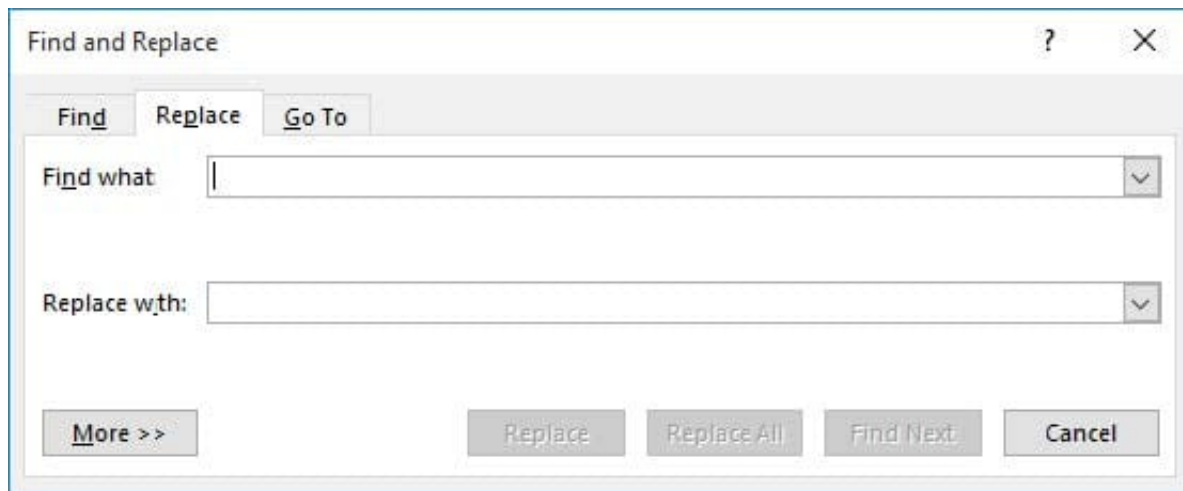 Find and Replace ?
Find Replace Go To
Find what
Replace with:
More >> Replace Replace All Find Next Cancel